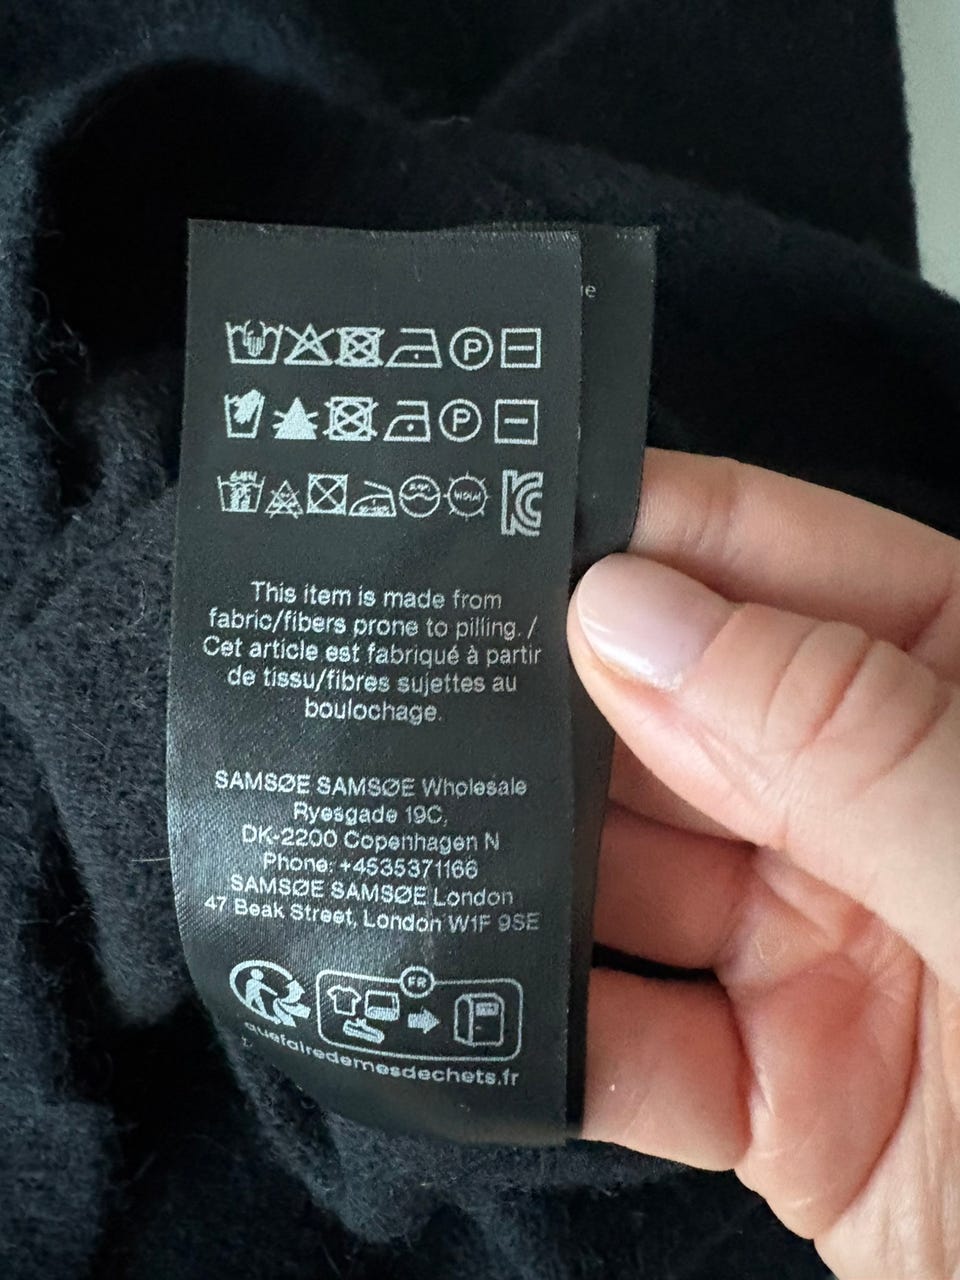 e
P
P
This item is made from
fabric/fibers prone to pilling. /
Cet article est fabriqué à partir
de tissu/fibres sujettes au
boulochage.
SAMSØE SAMSØE Wholesale
Ryesgade 19C,
DK-2200 Copenhagen N
Phone: +4535371166
SAMSØE SAMSØE London
47 Beak Street, London W1F 9SE
FR
quefairedemesdechets.fr